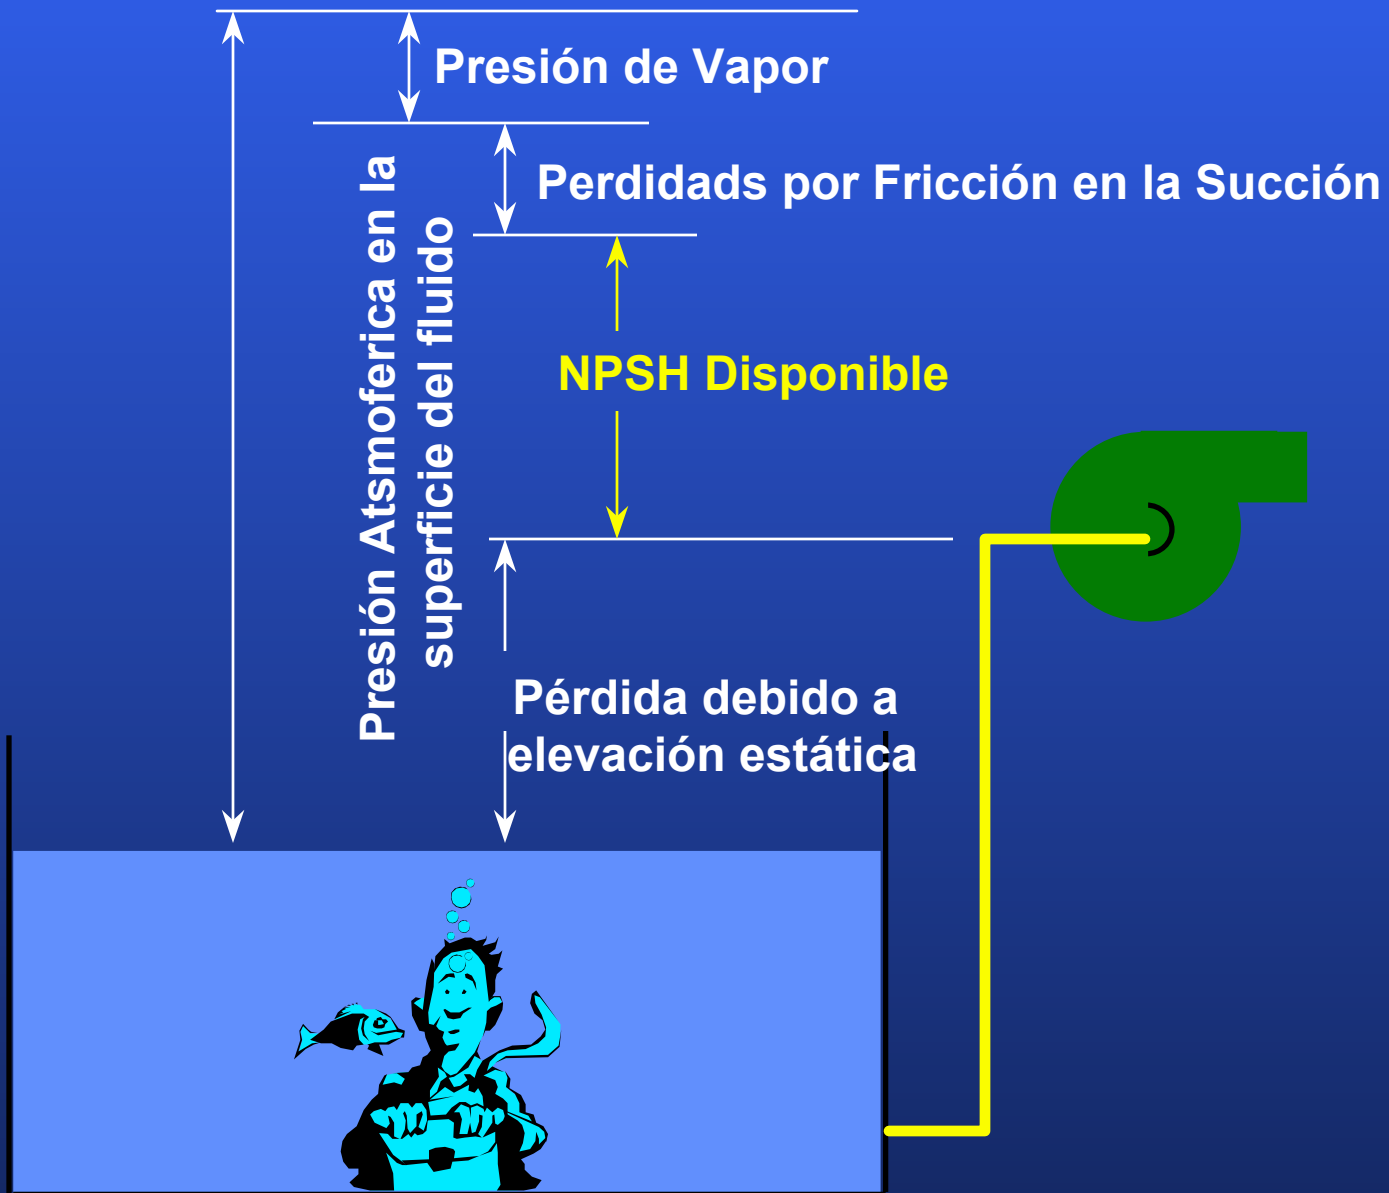 Presión de Vapor
Perdidads por Fricción en la Succión
Presión Atsmoferica en la
superficie del fluido
NPSH Disponible
Pérdida debido a
elevación estática